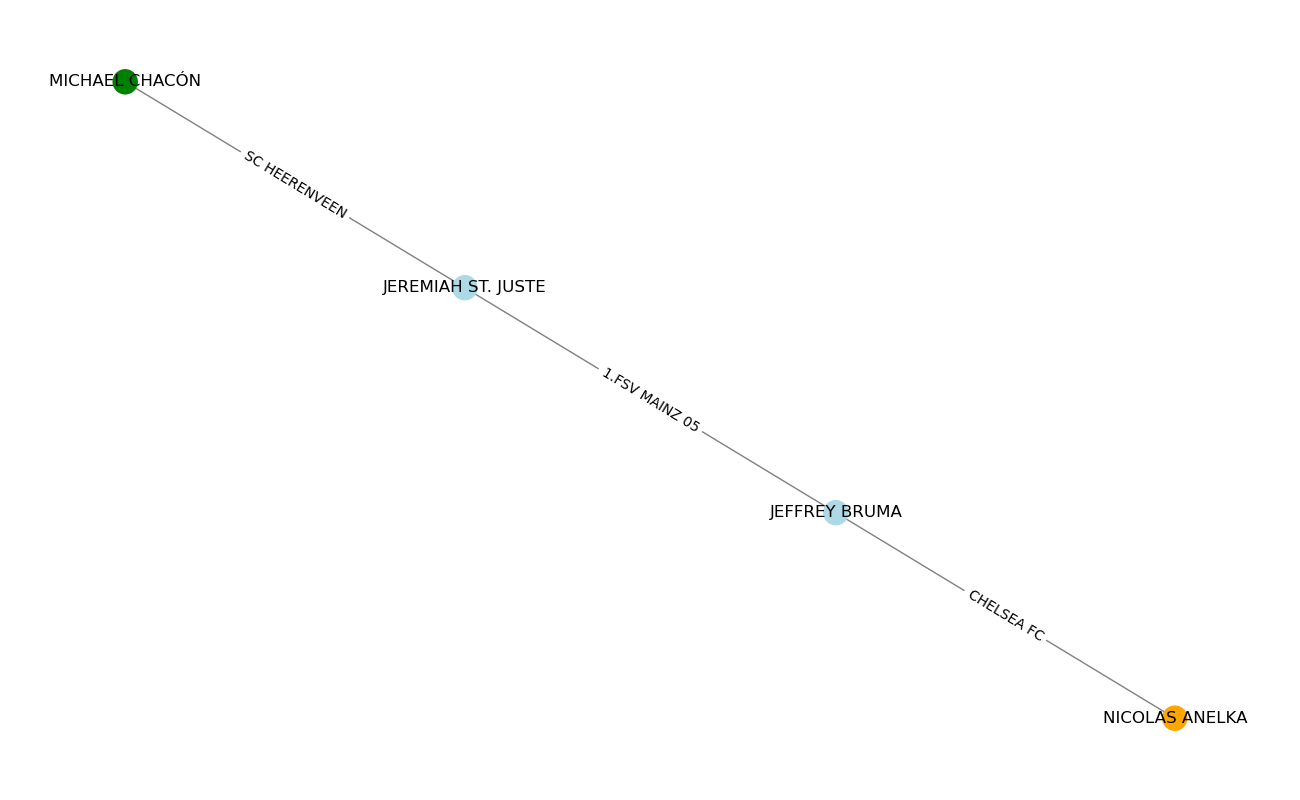 MICHAEL CHACÓN
SC HEERENVEEN
JEREMIAH ST. JUSTE
1.FSV MAINZ 05
JEFFREY BRUMA
CHELSEA FC
NICOLAS ANELKA